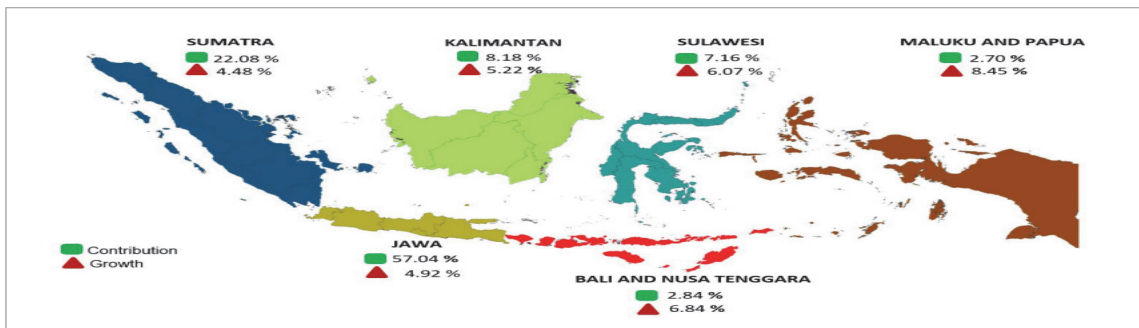 SUMATRA
22.08 %
4.48 %
KALIMANTAN
8.18 %
5.22 %
SULAWESI
7.16 %
6.07 %
MALUKU AND PAPUA
2.70 %
8.45 %
Contribution
Growth
JAWA
57.04 %
4.92 %
BALI AND NUSA TENGGARA
2.84 %
6.84 %